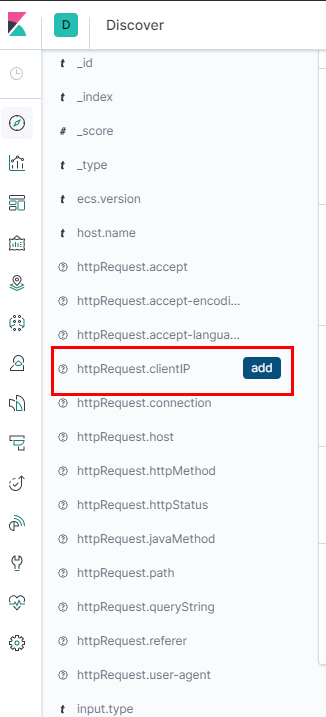 D Discover
t _id
t _index
# _score
t _type
t ecs.version
t host.name
? httpRequest.accept
? httpRequest.accept-encodi...
? httpRequest.accept-langua...
? httpRequest.clientIP add
? httpRequest.connection
? httpRequest.host
? httpRequest.httpMethod
? httpRequest.httpStatus
? httpRequest.javaMethod
? httpRequest.path
? httpRequest.queryString
? httpRequest.referer
? httpRequest.user-agent
t input.type